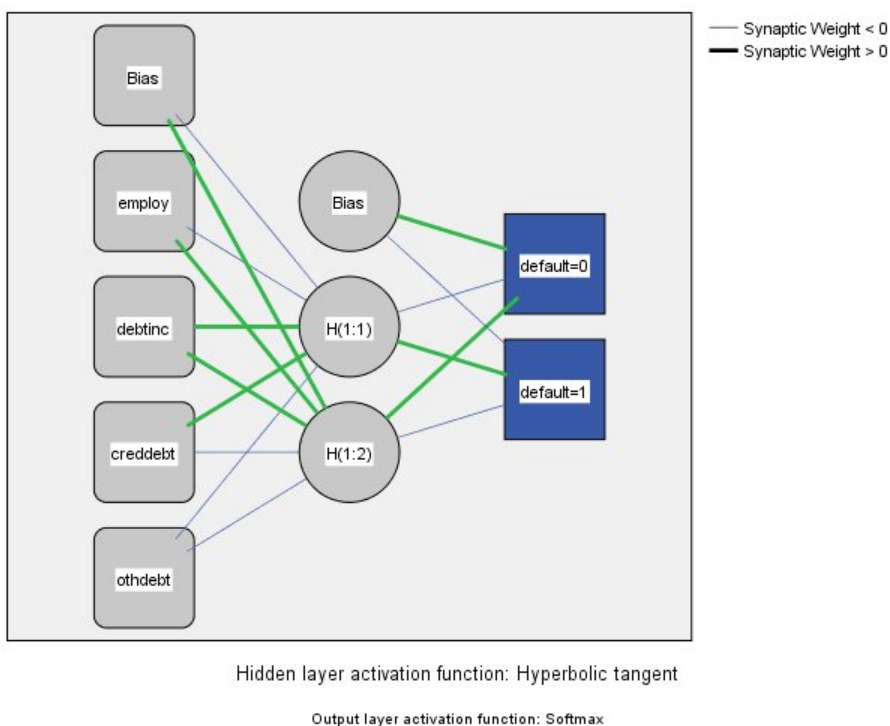 Synaptic Weight < 0
Synaptic Weight > 0
Bias
employ
debtinc
creddebt
othdebt
Bias
H(1:1)
H(1:2)
default=0
default=1
Hidden layer activation function: Hyperbolic tangent
Output layer activation function: Softmax